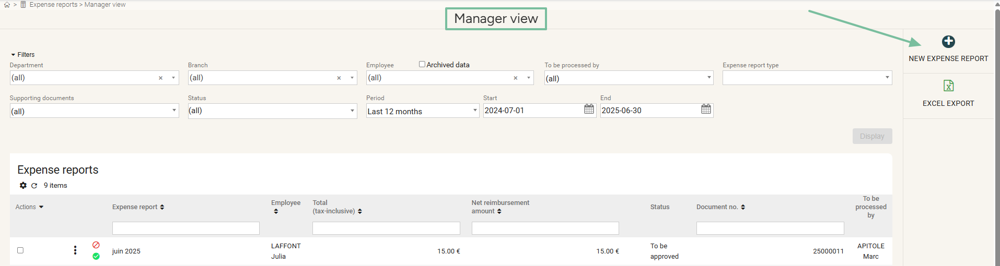 > Expense reports > Manager view
Manager view
NEW EXPENSE REPORT
EXCEL EXPORT
Filters
Department
Branch
Employee
Archived data
To be processed by
Expense report type
(all) ×
(all) ×
(all) ×
(all)
Supporting documents
Status
Period
Start
End
(all)
(all)
Last 12 months
2024-07-01
2025-06-30
Display
Expense reports
9 items
Actions
Expense report
Employee
Total
(tax-inclusive)
Net reimbursement
amount
Status
Document no.
To be
processed
by
juin 2025
LAFFONT
Julia
15.00 €
15.00 €
To be
approved
25000011
APITOLE
Marc